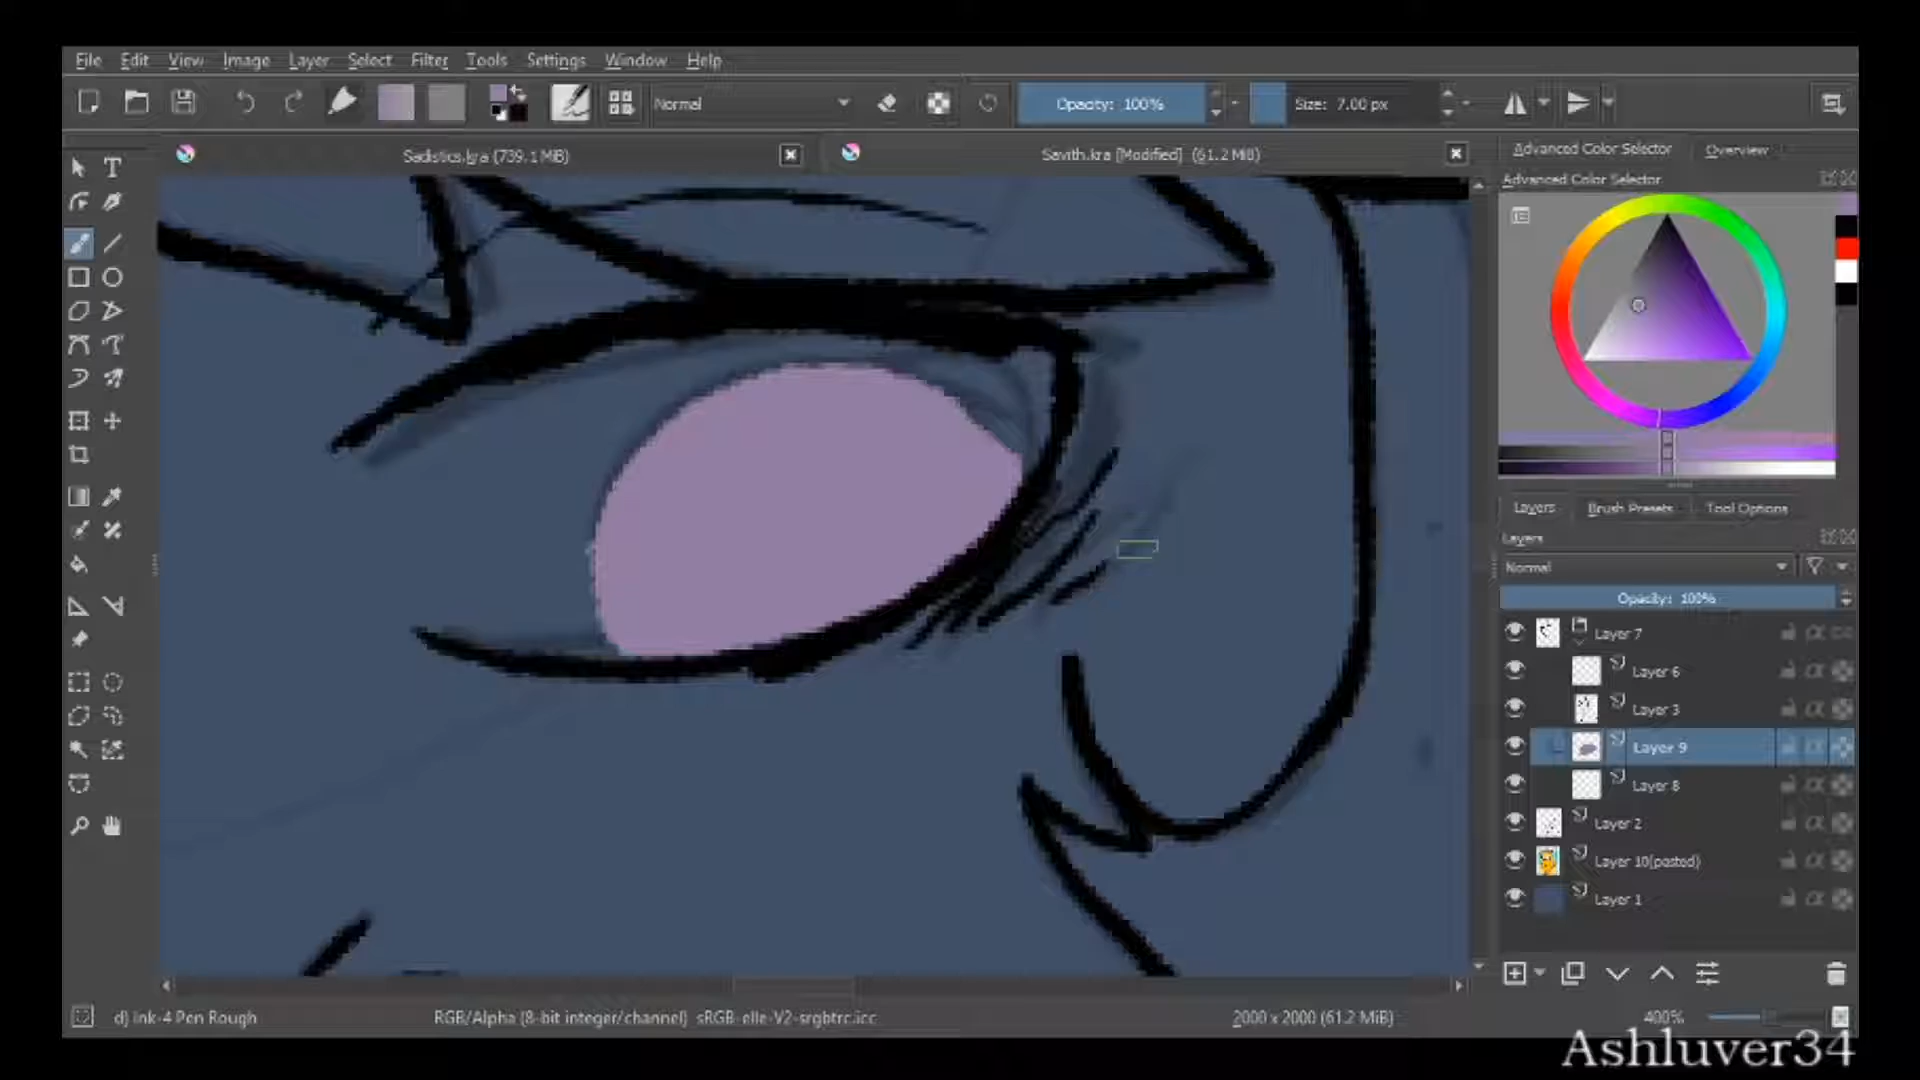 File Edit View Image Layer Select Filter Tools Settings Window Help
Normal Opacity: 100% Size: 7.00 px
Sadistics.kra (739.1 MiB) Savith.kra [Modified] (61.2 MiB)
Advanced Color Selector Overview
Advanced Color Selector
Layers Brush Presets Tool Options
Layers
Normal
Opacity: 100%
Layer 7
Layer 6
Layer 3
Layer 9
Layer 8
Layer 2
Layer 10(pasted)
Layer 1
d) Ink-4 Pen Rough RGB/Alpha (8-bit integer/channel) sRGB-elle-V2-srgbtrc.icc 2000 x 2000 (61.2 MiB) 400%
Ashluver34